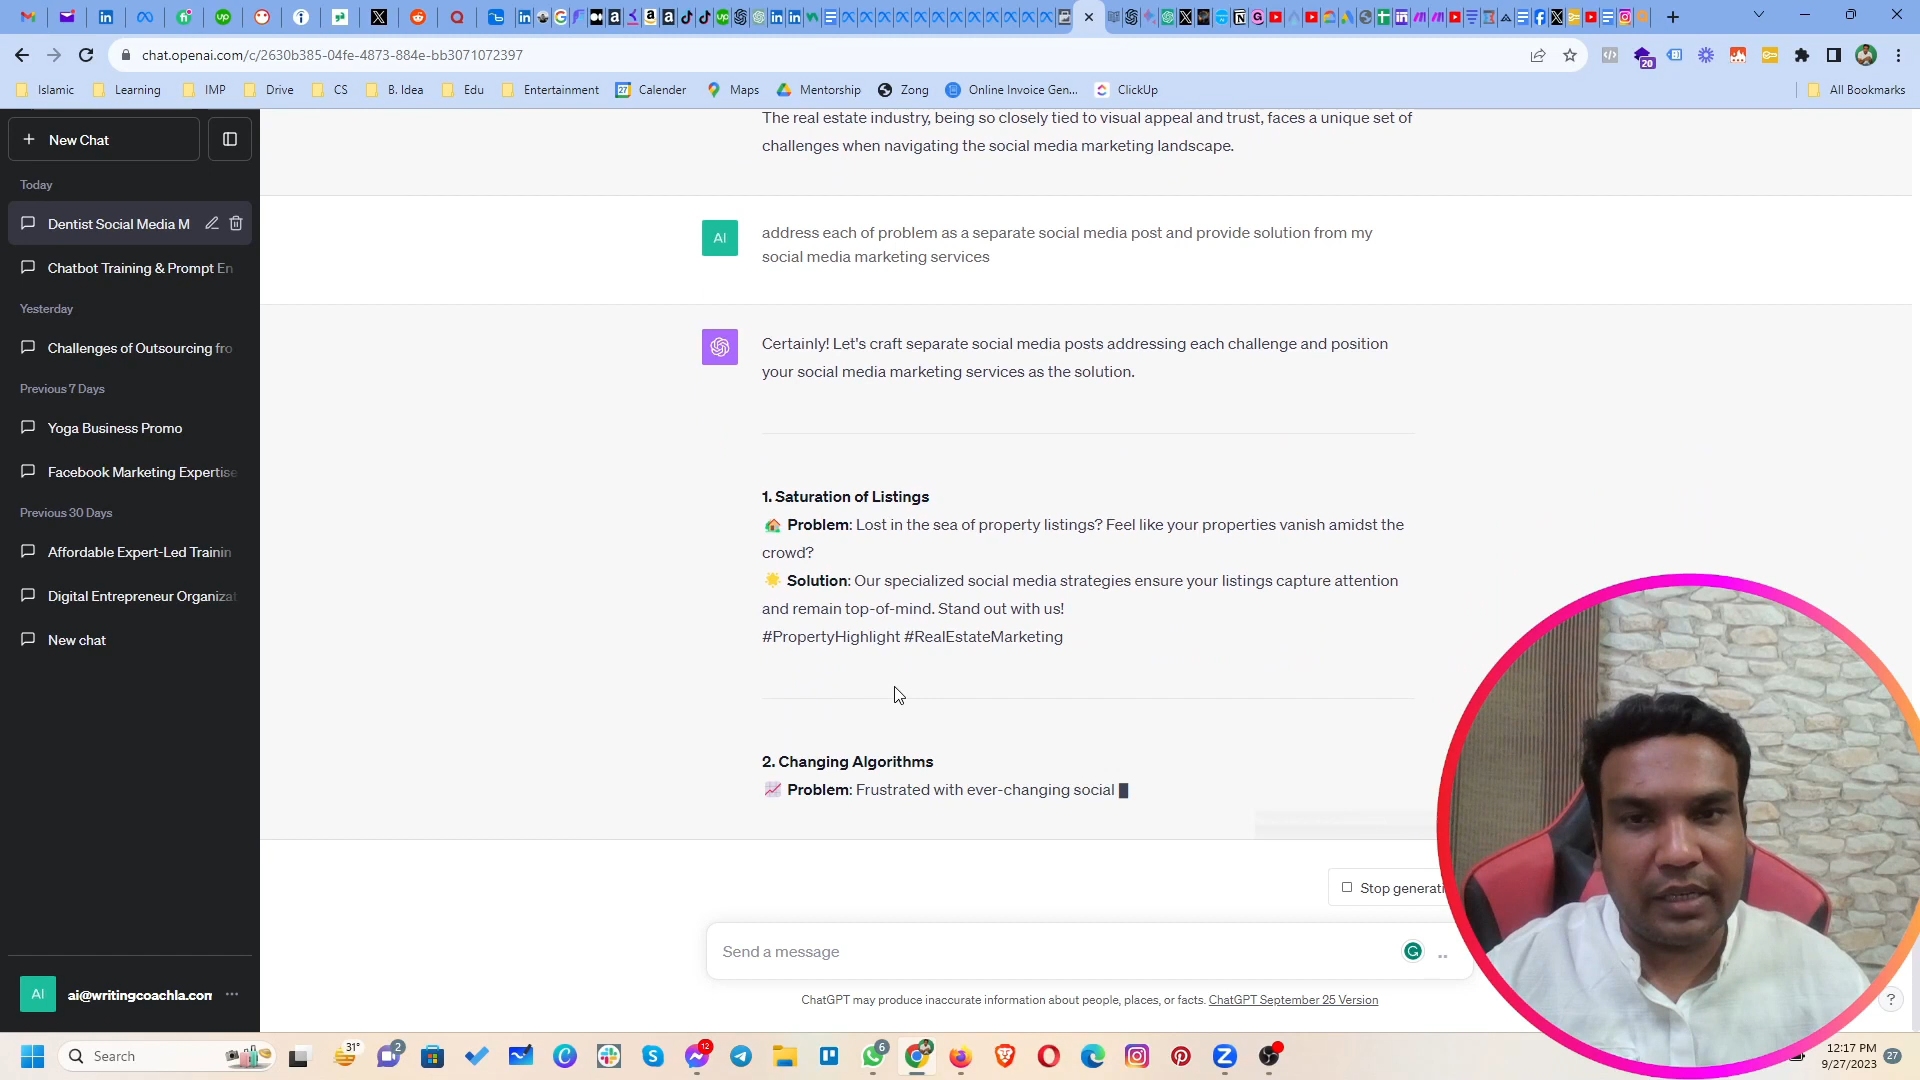 chat.openai.com/c/2630b385-04fe-4873-884e-bb3071072397
20
Islamic
Learning
IMP
Drive
CS
B. Idea
Edu
Entertainment
Calender
Maps
Mentorship
Zong
Online Invoice Gen...
ClickUp
All Bookmarks
New Chat
Today
Dentist Social Media M
Chatbot Training & Prompt En
Yesterday
Challenges of Outsourcing fro
Previous 7 Days
Yoga Business Promo
Facebook Marketing Expertise
Previous 30 Days
Affordable Expert-Led Trainin
Digital Entrepreneur Organizat
New chat
AI
ai@writingcoachla.com
The real estate industry, being so closely tied to visual appeal and trust, faces a unique set of
challenges when navigating the social media marketing landscape.
AI
address each of problem as a separate social media post and provide solution from my
social media marketing services
Certainly! Let's craft separate social media posts addressing each challenge and position
your social media marketing services as the solution.
1. Saturation of Listings
🏠 Problem: Lost in the sea of property listings? Feel like your properties vanish amidst the
crowd?
🌟 Solution: Our specialized social media strategies ensure your listings capture attention
and remain top-of-mind. Stand out with us!
#PropertyHighlight #RealEstateMarketing
2. Changing Algorithms
📈 Problem: Frustrated with ever-changing social
Stop generati
Send a message
ChatGPT may produce inaccurate information about people, places, or facts. ChatGPT September 25 Version
?
Search
31°
2
12
6
12:17 PM
9/27/2023
27